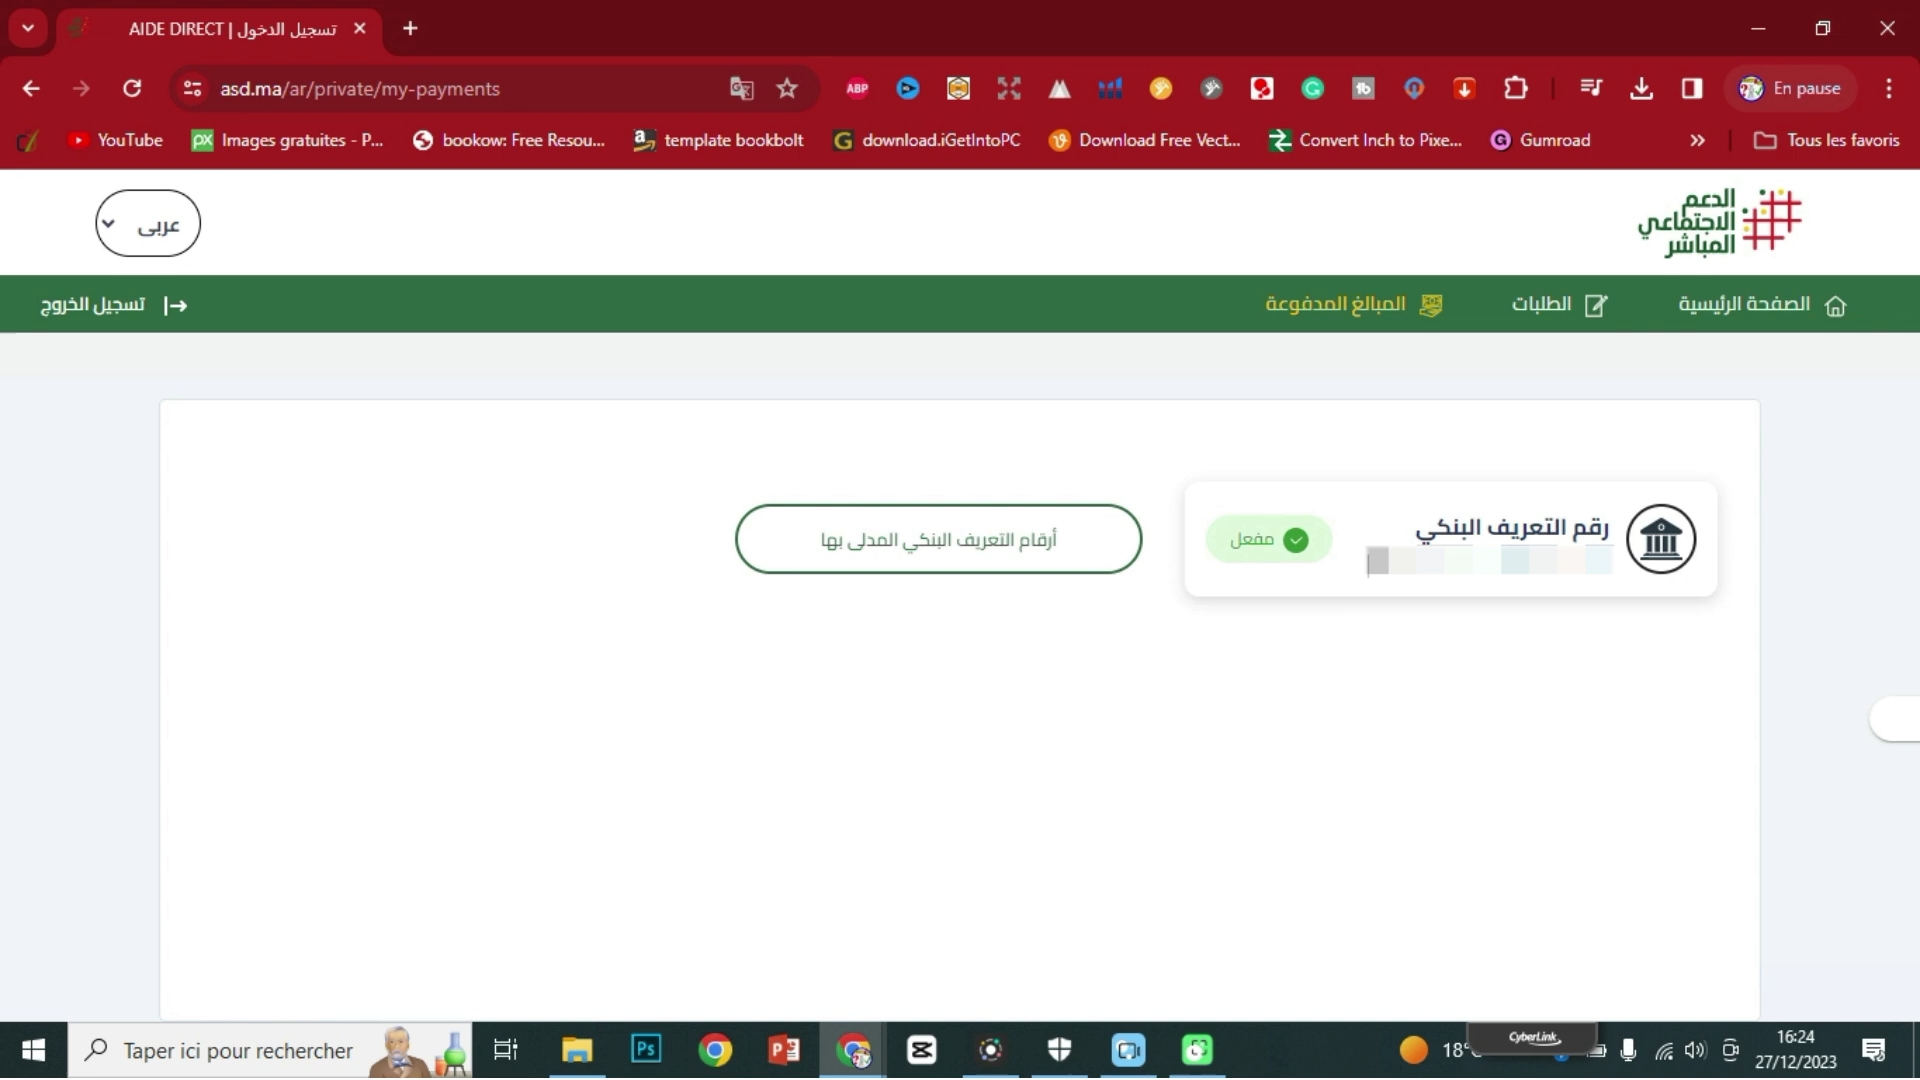 AIDE DIRECT | تسجيل الدخول
asd.ma/ar/private/my-payments
ABP
En pause
YouTube
Images gratuites - P...
bookow: Free Resou...
template bookbolt
download.iGetIntoPC
Download Free Vect...
Convert Inch to Pixe...
Gumroad
Tous les favoris
عربى
الدعم
الاجتماعي
المباشر
الصفحة الرئيسية
الطلبات
المبالغ المدفوعة
تسجيل الخروج
رقم التعريف البنكي
مفعل
أرقام التعريف البنكي المدلى بها
Taper ici pour rechercher
Ps
18°
CyberLink
16:24
27/12/2023